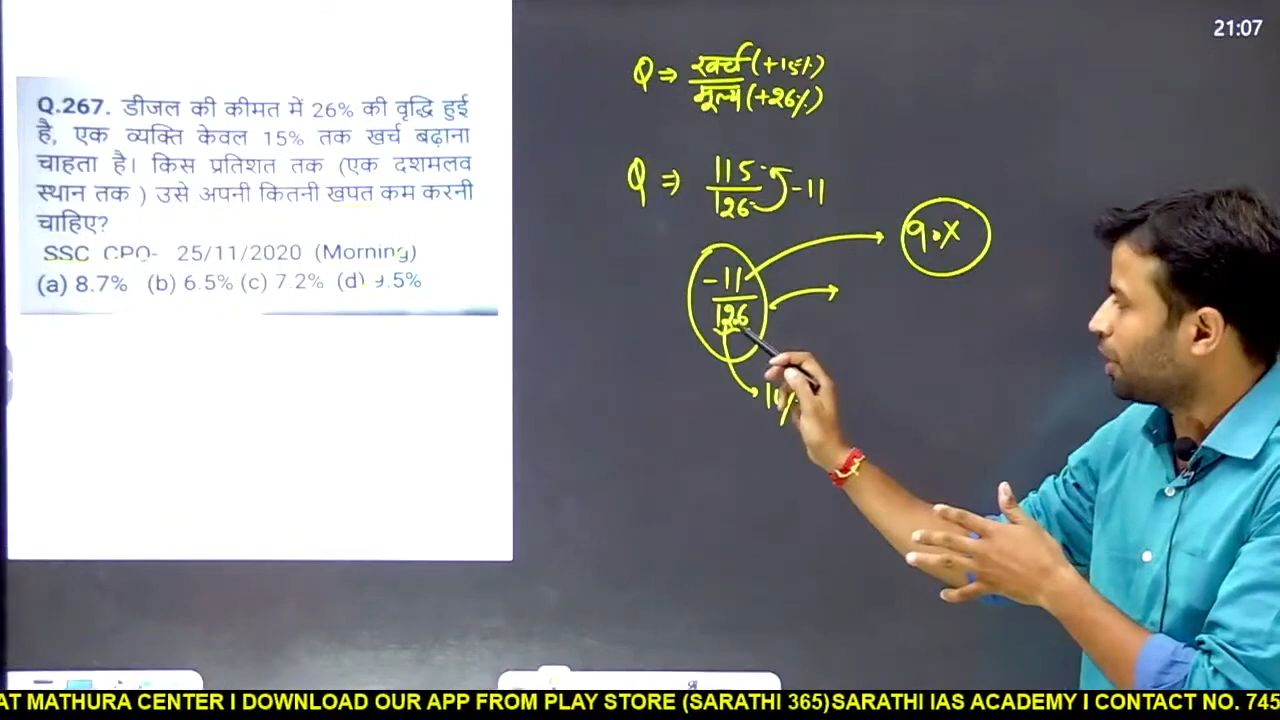 21:07
Q.267. डीजल की कीमत में 26% की वृद्धि हुई
है, एक व्यक्ति केवल 15% तक खर्च बढ़ाना
चाहता है। किस प्रतिशत तक (एक दशमलव
स्थान तक ) उसे अपनी कितनी खपत कम करनी
चाहिए?
SSC CPO- 25/11/2020 (Morning)
(a) 8.7% (b) 6.5% (c) 7.2% (d) 9.5%
Q ⇒ खर्च (+15%)
मूल्य (+26%)
Q ⇒ 115
126
-11
-11
126
9.x
AT MATHURA CENTER I DOWNLOAD OUR APP FROM PLAY STORE (SARATHI 365)SARATHI IAS ACADEMY I CONTACT NO. 745